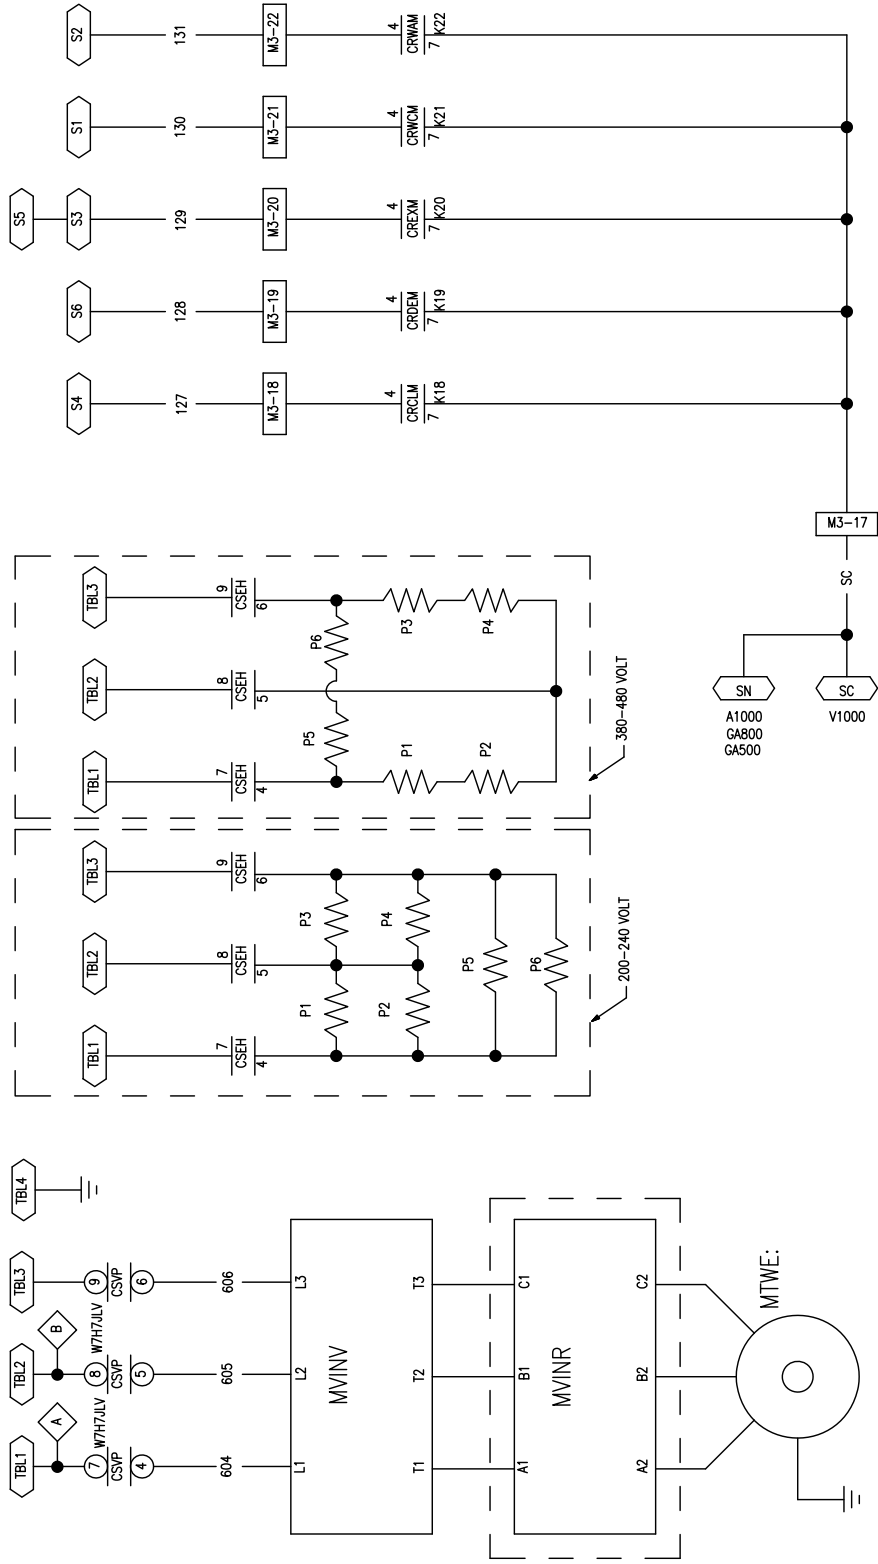 S2
131
M3-22
4
CRWAM
7
K22
S1
130
M3-21
4
CRWCM
7
K21
S5
S3
129
M3-20
4
CREXM
7
K20
S6
128
M3-19
4
CRDEM
7
K19
S4
127
M3-18
4
CRCLM
7
K18
M3-17
SC
SN
A1000
GA800
GA500
SC
V1000
TBL3
9
CSEH
6
P6
P3
P4
TBL2
8
CSEH
5
P5
TBL1
7
CSEH
4
P1
P2
380-480 VOLT
TBL3
9
CSEH
6
P3
P4
TBL2
8
CSEH
5
P5
P6
P1
P2
TBL1
7
CSEH
4
200-240 VOLT
TBL4
TBL3
9
CSVP
6
606
L3
T3
C1
C2
W7H7JLV
B
TBL2
8
CSVP
5
605
L2
T2
B1
B2
W7H7JLV
A
TBL1
7
CSVP
4
604
L1
T1
A1
A2
MVINV
MVINR
MTWE: